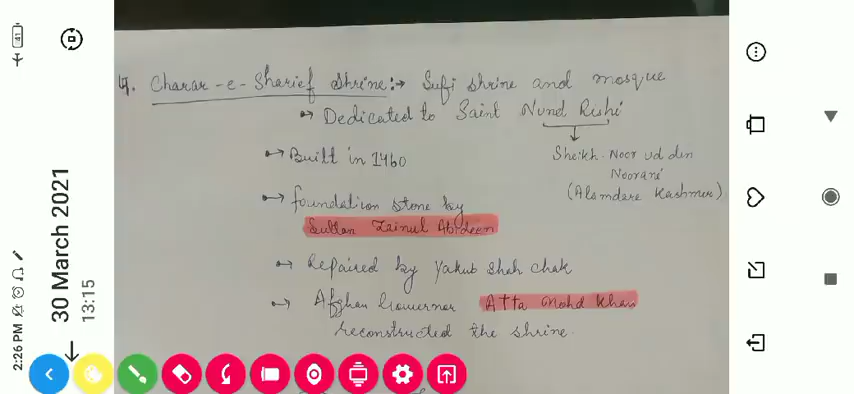 4. Charar-e-Sharief Shrine:→ Sufi shrine and mosque
→ Dedicated to Saint Nund Rishi
Sheikh Noor ud din
Noorani
(Alamdare Kashmir)
→ Built in 1460
→ foundation stone by
Sultan Zainul Abideen
→ Repaired by Yakub Shah Chak
→ Afghan Governor Atta Mohd Khan
reconstructed the shrine.
30 March 2021
13:15
2:26 PM
41